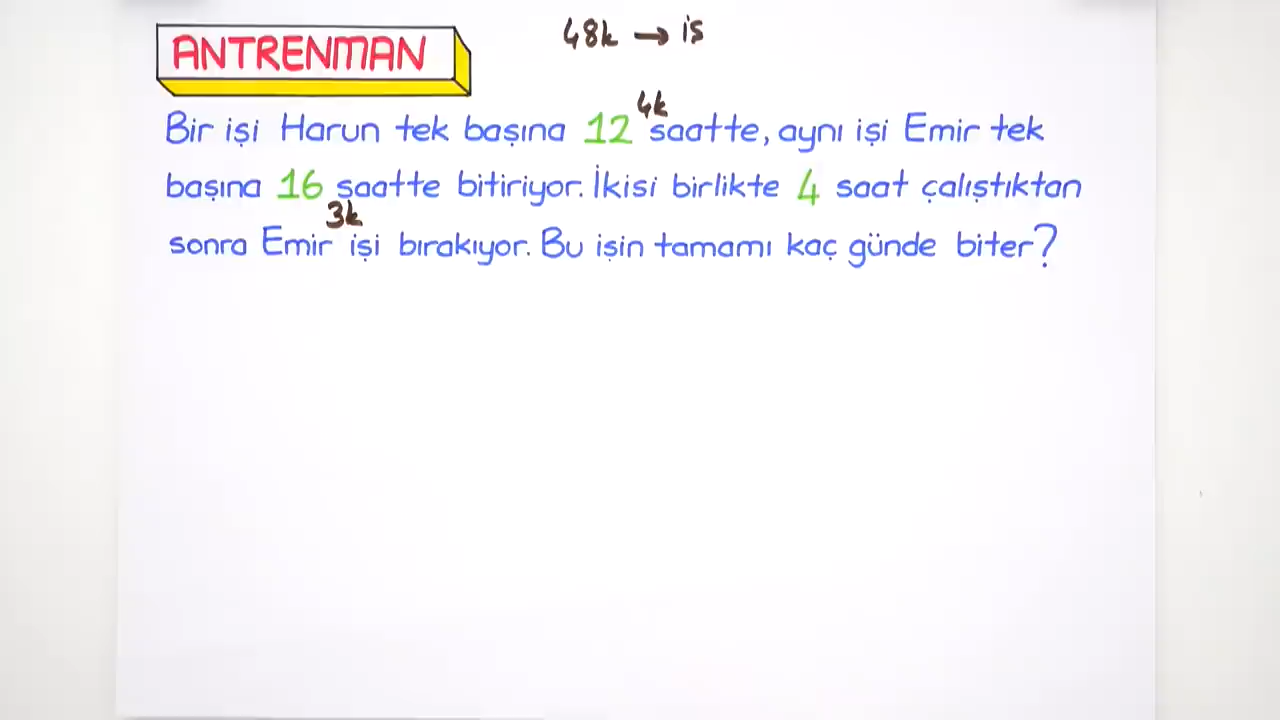 48k → iş
ANTRENMAN
4k
Bir işi Harun tek başına 12 saatte, aynı işi Emir tek
başına 16 saatte bitiriyor. İkisi birlikte 4 saat çalıştıktan
3k
sonra Emir işi bırakıyor. Bu işin tamamı kaç günde biter?